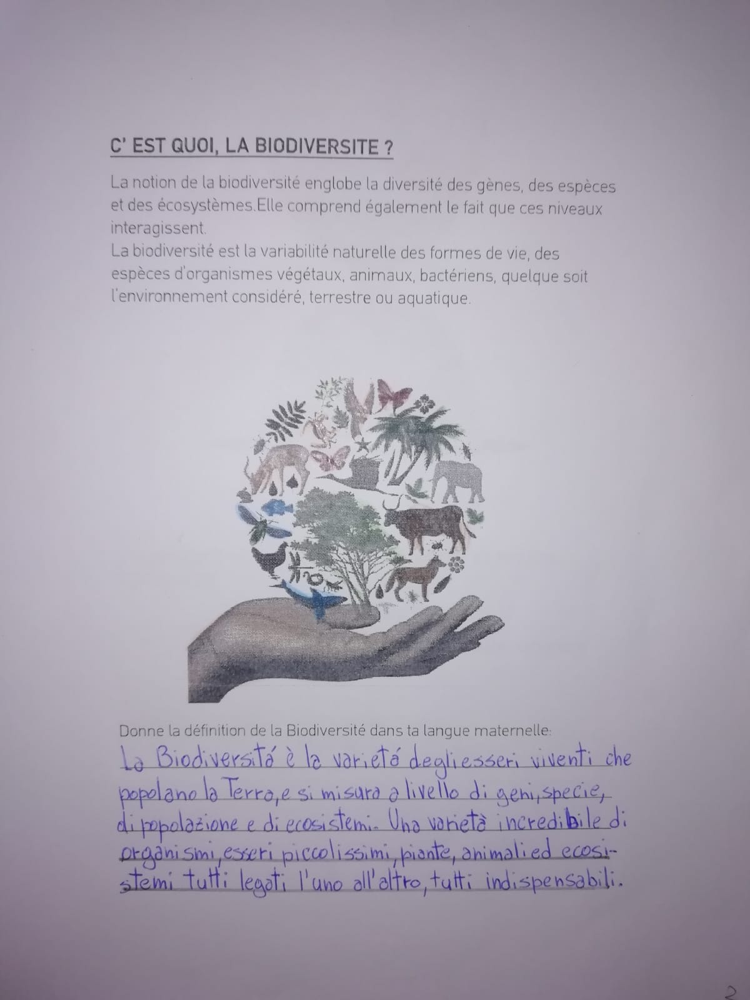 C' EST QUOI, LA BIODIVERSITE ?
La notion de la biodiversité englobe la diversité des gènes, des espèces
et des écosystèmes.Elle comprend également le fait que ces niveaux
interagissent.
La biodiversité est la variabilité naturelle des formes de vie, des
espèces d'organismes végétaux, animaux, bactériens, quelque soit
l'environnement considéré, terrestre ou aquatique.
Donne la définition de la Biodiversité dans ta langue maternelle:
La Biodiversitá è la varietá degli esseri viventi che
popolano la Terra, e si misura a livello di geni, specie,
di popolazione e di ecosistemi. Una varietà incredibile di
organismi, esseri piccolissimi, piante, animali ed ecosi-
stemi tutti legati l'uno all'altro, tutti indispensabili.
2